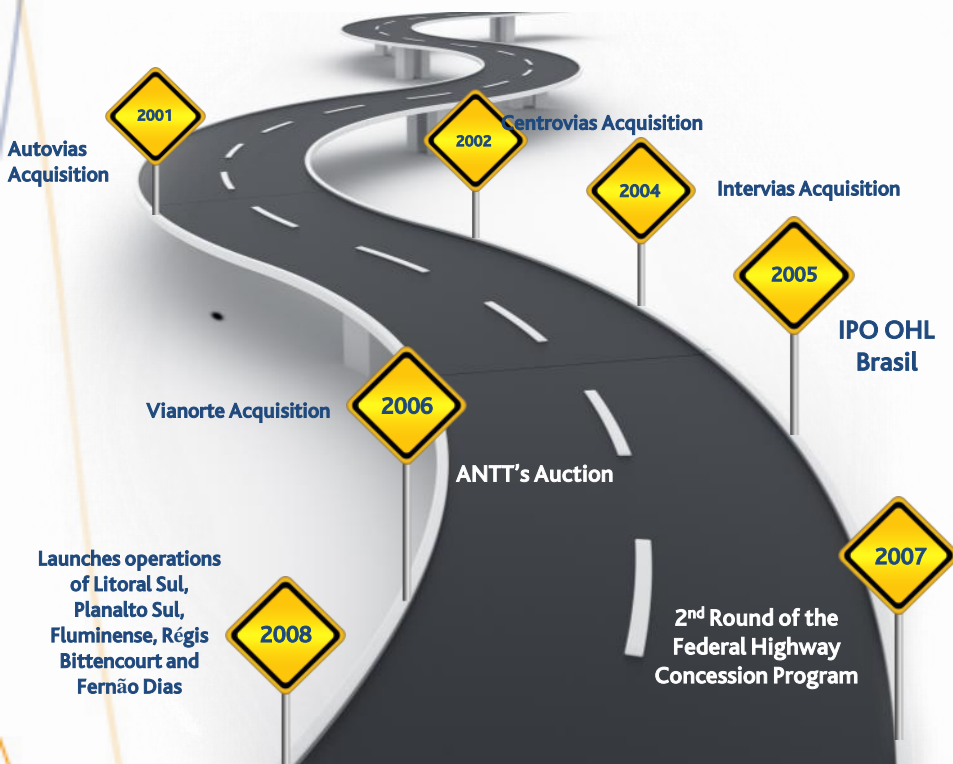 2001
Autovias
Acquisition
2002
Centrovias Acquisition
2004
Intervias Acquisition
2005
IPO OHL
Brasil
2006
Vianorte Acquisition
ANTT's Auction
2007
2nd Round of the
Federal Highway
Concession Program
2008
Launches operations
of Litoral Sul,
Planalto Sul,
Fluminense, Régis
Bittencourt and
Fernão Dias